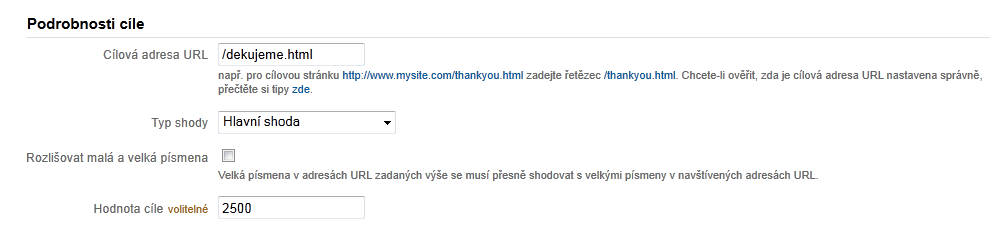 Podrobnosti cíle
Cílová adresa URL /dekujeme.html
např. pro cílovou stránku http://www.mysite.com/thankyou.html zadejte řetězec /thankyou.html. Chcete-li ověřit, zda je cílová adresa URL nastavena správně,
přečtěte si tipy zde.
Typ shody Hlavní shoda
Rozlišovat malá a velká písmena
Velká písmena v adresách URL zadaných výše se musí přesně shodovat s velkými písmeny v navštívených adresách URL.
Hodnota cíle volitelné 2500